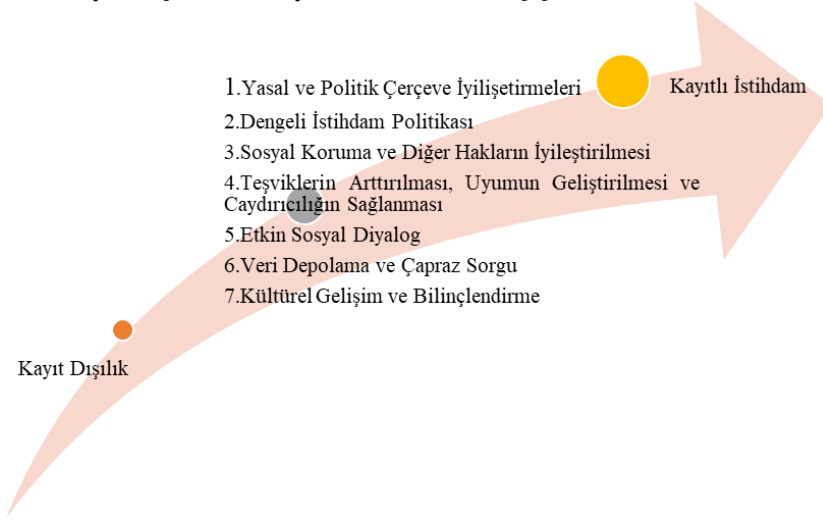 1.Yasal ve Politik Çerçeve İyilişetirmeleri
Kayıtlı İstihdam
2.Dengeli İstihdam Politikası
3.Sosyal Koruma ve Diğer Hakların İyileştirilmesi
4.Teşviklerin Arttırılması, Uyumun Geliştirilmesi ve
Caydırıcılığın Sağlanması
5.Etkin Sosyal Diyalog
6.Veri Depolama ve Çapraz Sorgu
7.Kültürel Gelişim ve Bilinçlendirme
Kayıt Dışılık